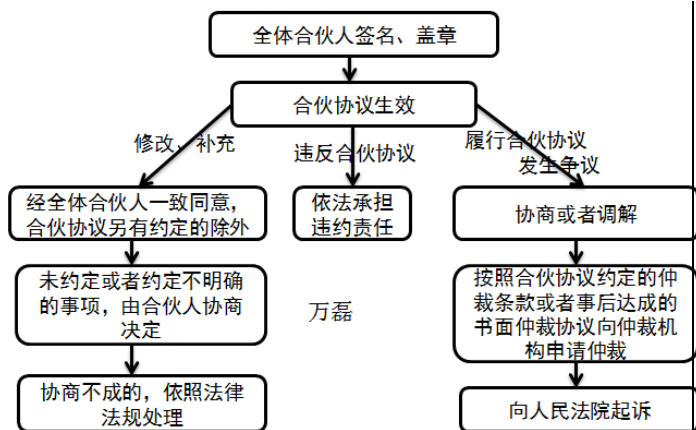 全体合伙人签名、盖章
合伙协议生效
修改、补充
违反合伙协议
履行合伙协议
发生争议
经全体合伙人一致同意，
合伙协议另有约定的除外
依法承担
违约责任
协商或者调解
未约定或者约定不明确
的事项，由合伙人协商
决定
万磊
按照合伙协议约定的仲
裁条款或者事后达成的
书面仲裁协议向仲裁机
构申请仲裁
协商不成的，依照法律
法规处理
向人民法院起诉